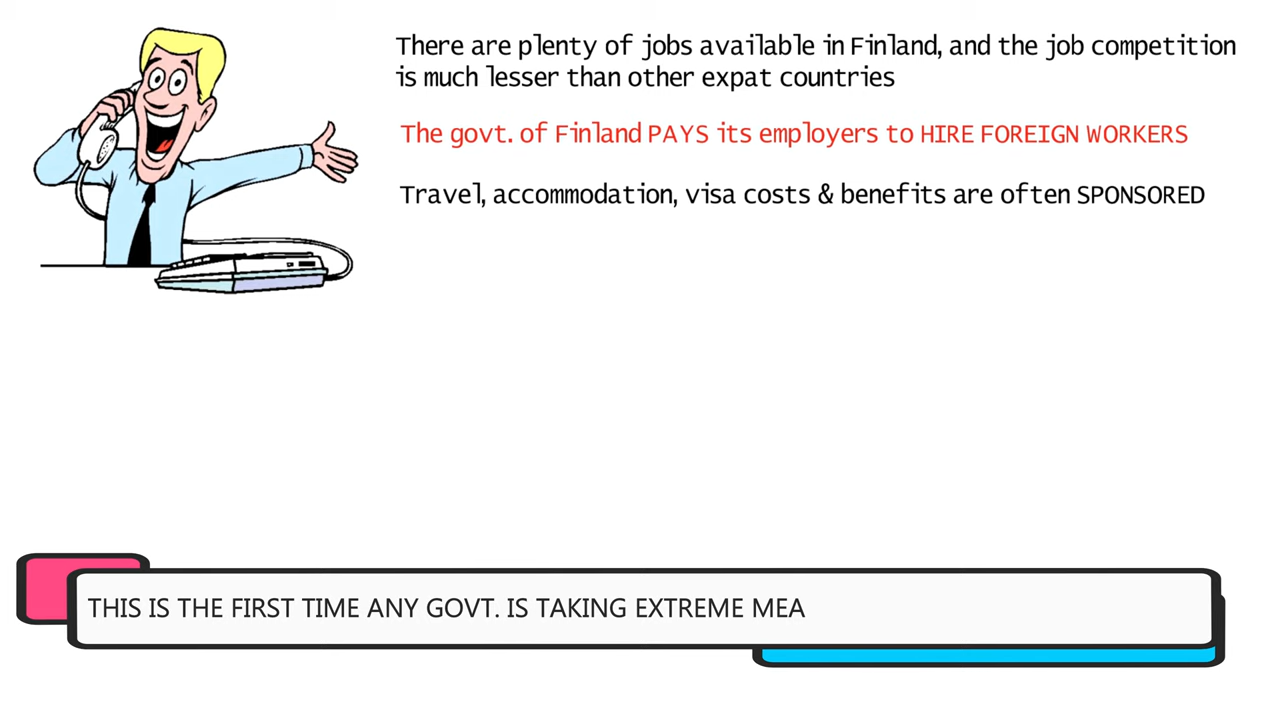 There are plenty of jobs available in Finland, and the job competition
is much lesser than other expat countries
The govt. of Finland PAYS its employers to HIRE FOREIGN WORKERS
Travel, accommodation, visa costs & benefits are often SPONSORED
THIS IS THE FIRST TIME ANY GOVT. IS TAKING EXTREME MEA